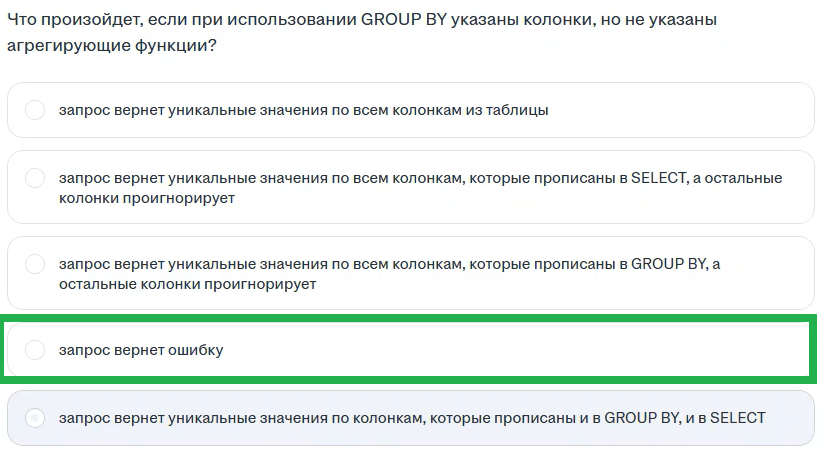 Что произойдет, если при использовании GROUP BY указаны колонки, но не указаны
агрегирующие функции?
запрос вернет уникальные значения по всем колонкам из таблицы
запрос вернет уникальные значения по всем колонкам, которые прописаны в SELECT, а остальные
колонки проигнорирует
запрос вернет уникальные значения по всем колонкам, которые прописаны в GROUP BY, а
остальные колонки проигнорирует
запрос вернет ошибку
запрос вернет уникальные значения по колонкам, которые прописаны и в GROUP BY, и в SELECT